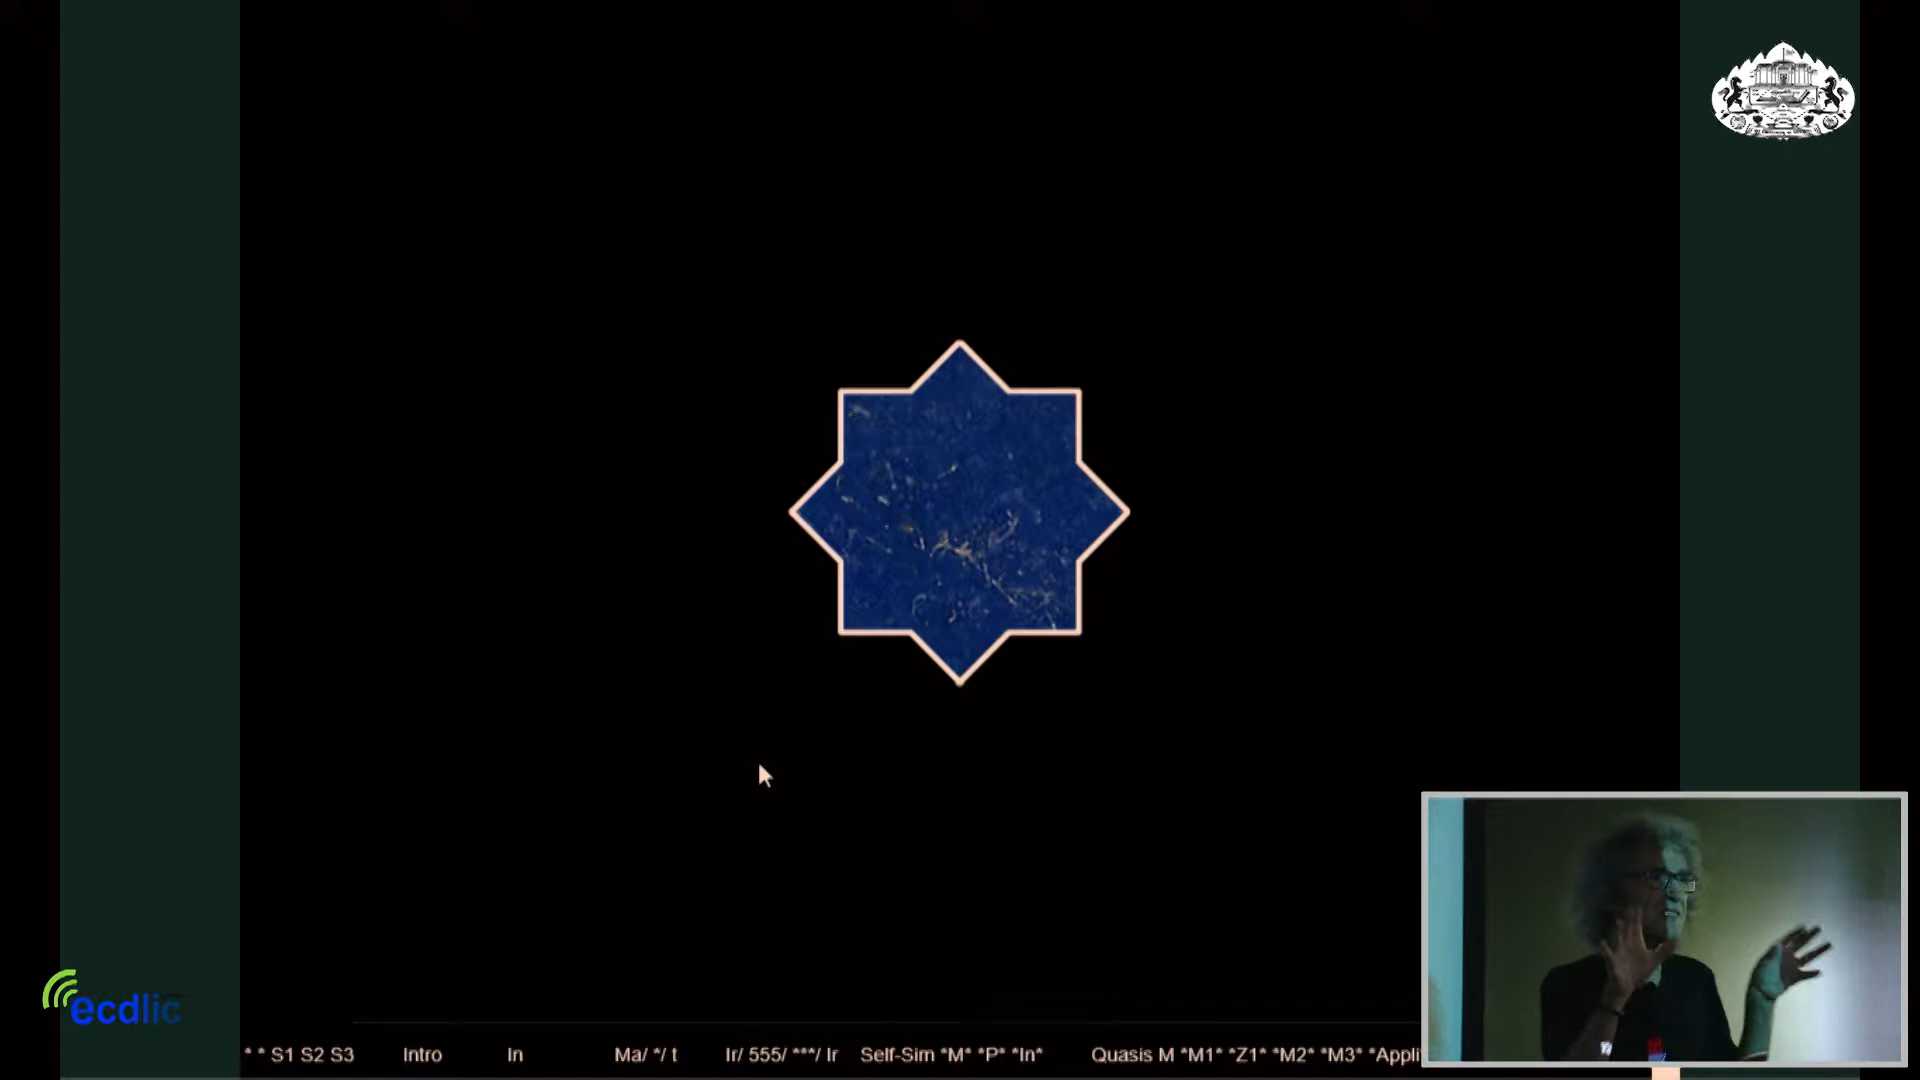 ecdlic
* * S1 S2 S3 Intro In Ma/ */ t Ir/ 555/ ***/ Ir Self-Sim *M* *P* *In* Quasis M *M1* *Z1* *M2* *M3* *Appli